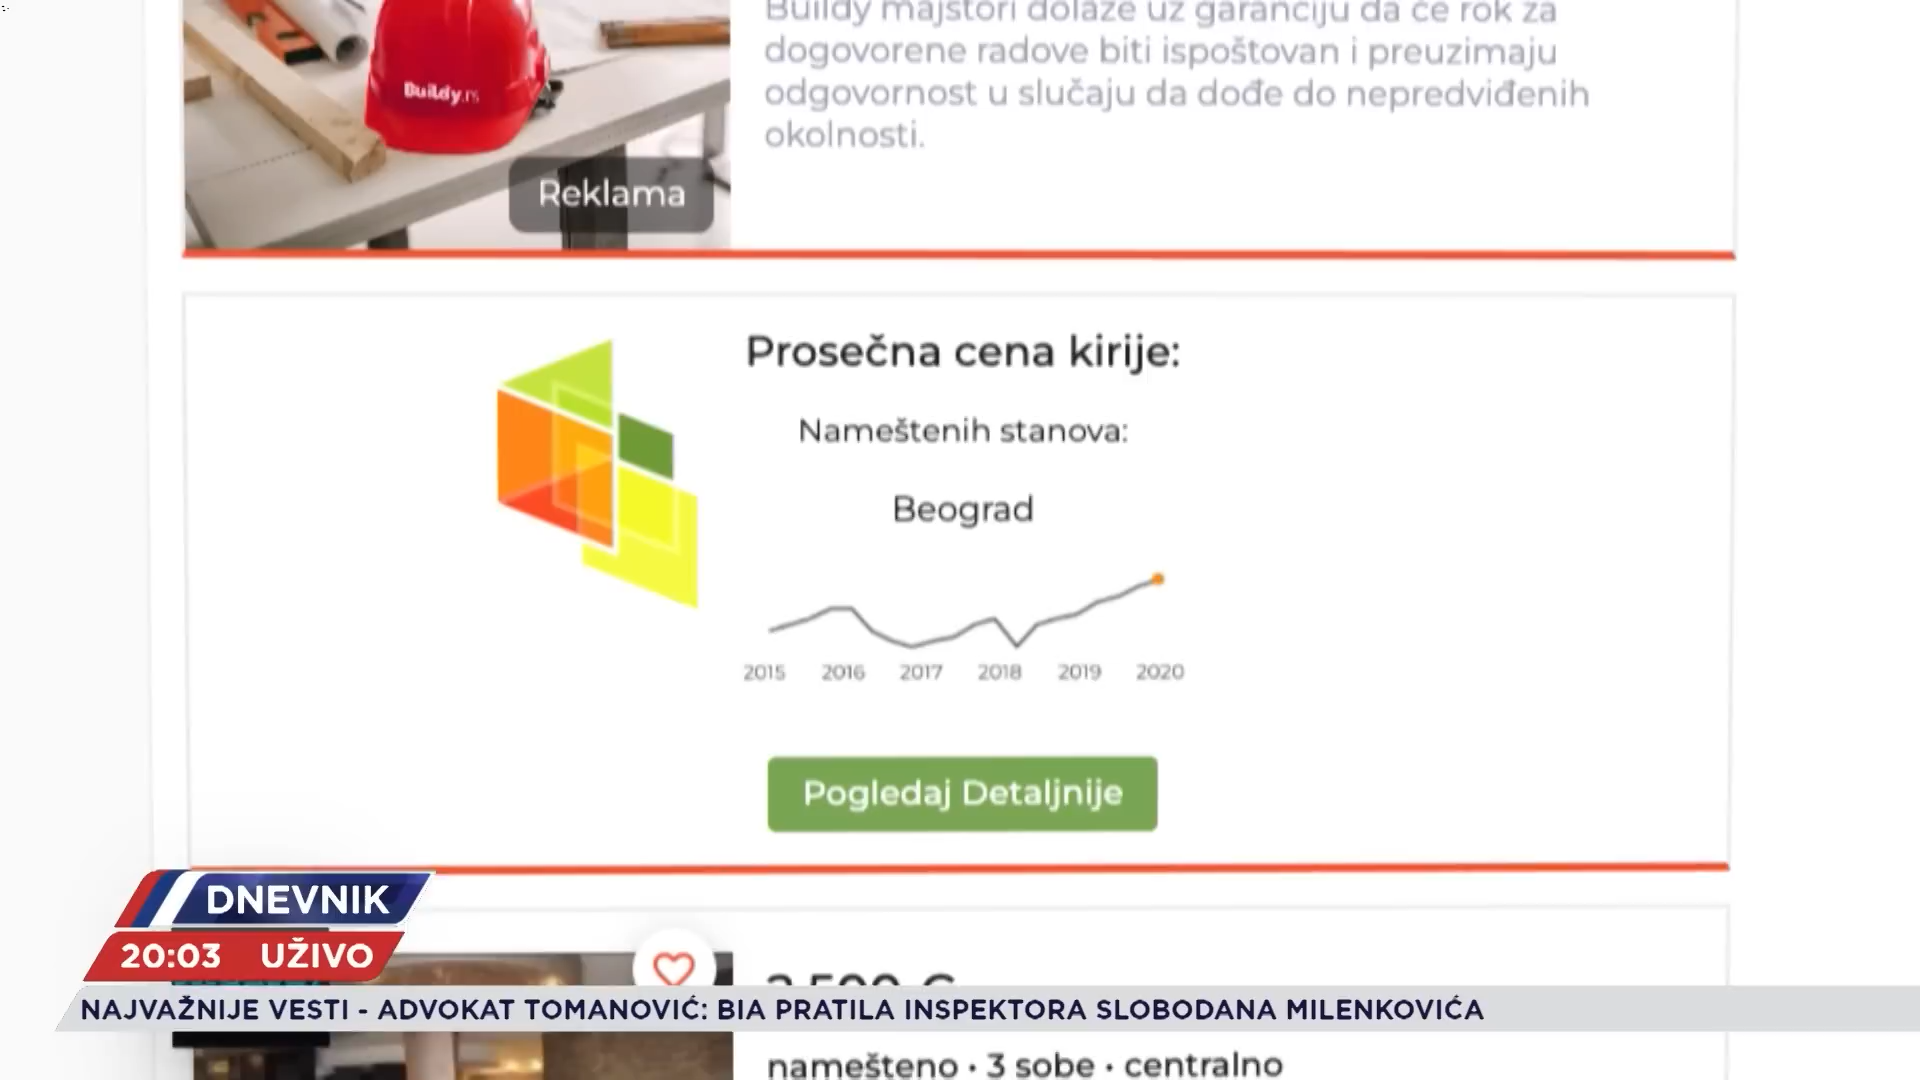 Buildy majstori dolaze uz garanciju da će rok za
dogovorene radove biti ispoštovan i preuzimaju
odgovornost u slučaju da dođe do nepredviđenih
okolnosti.
Buildy.rs
Reklama
Prosečna cena kirije:
Nameštenih stanova:
Beograd
2015 2016 2017 2018 2019 2020
Pogledaj Detaljnije
DNEVNIK
20:03 UŽIVO
NAJVAŽNIJE VESTI - ADVOKAT TOMANOVIĆ: BIA PRATILA INSPEKTORA SLOBODANA MILENKOVIĆA
namešteno • 3 sobe • centralno